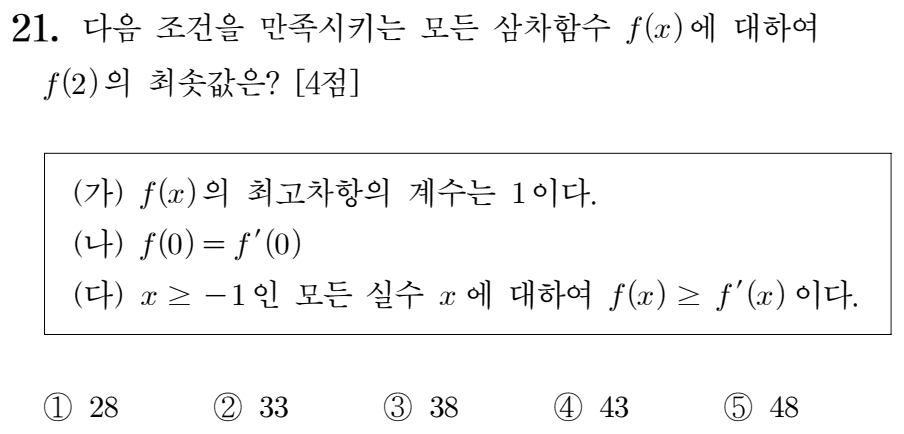 21. 다음 조건을 만족시키는 모든 삼차함수 f(x)에 대하여
f(2)의 최솟값은? [4점]
(가) f(x)의 최고차항의 계수는 1이다.
(나) f(0) = f′(0)
(다) x ≥ −1인 모든 실수 x에 대하여 f(x) ≥ f′(x)이다.
① 28 ② 33 ③ 38 ④ 43 ⑤ 48